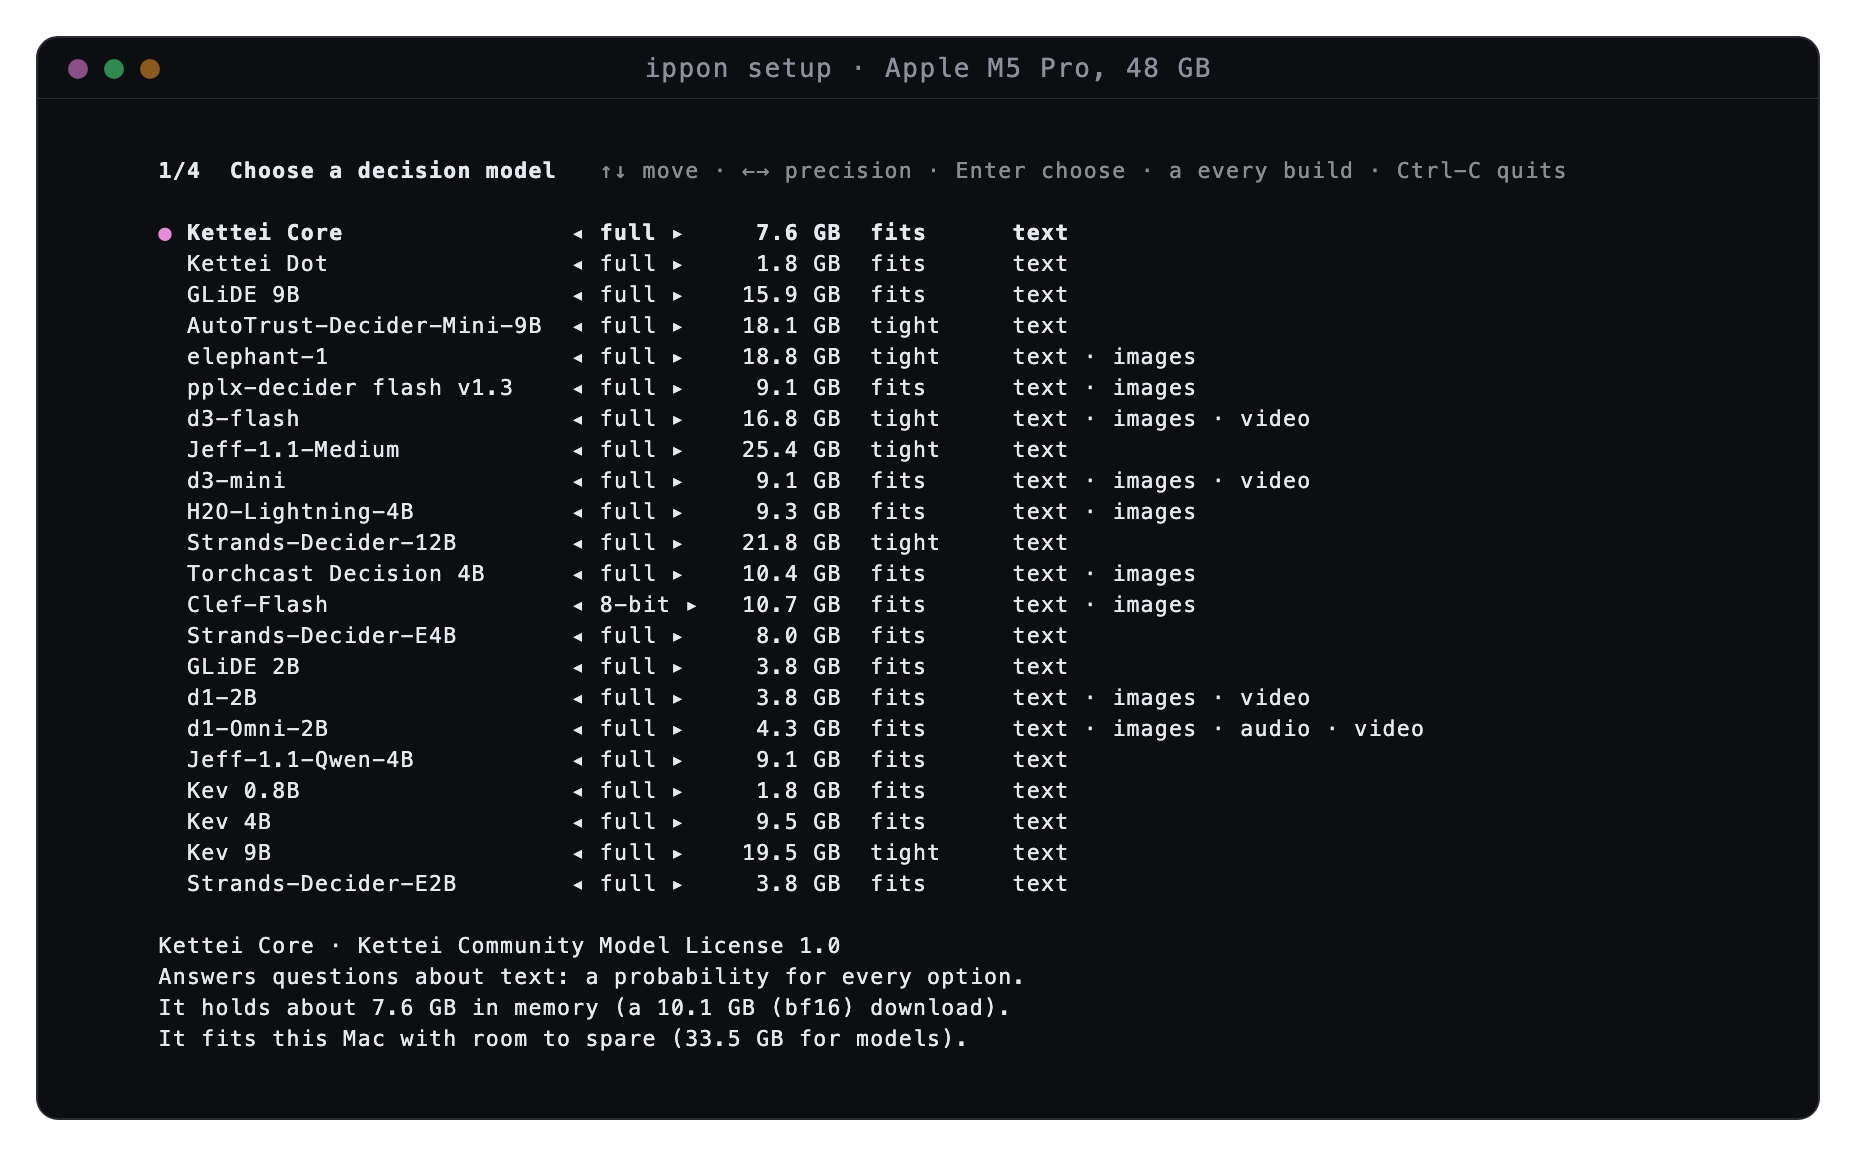 ippon setup · Apple M5 Pro, 48 GB
1/4  Choose a decision model   ↑↓ move · ←→ precision · Enter choose · a every build · Ctrl-C quits
● Kettei Core                ◂ full ▸     7.6 GB  fits      text
  Kettei Dot                 ◂ full ▸     1.8 GB  fits      text
  GLiDE 9B                   ◂ full ▸    15.9 GB  fits      text
  AutoTrust-Decider-Mini-9B  ◂ full ▸    18.1 GB  tight     text
  elephant-1                 ◂ full ▸    18.8 GB  tight     text · images
  pplx-decider flash v1.3    ◂ full ▸     9.1 GB  fits      text · images
  d3-flash                   ◂ full ▸    16.8 GB  tight     text · images · video
  Jeff-1.1-Medium            ◂ full ▸    25.4 GB  tight     text
  d3-mini                    ◂ full ▸     9.1 GB  fits      text · images · video
  H2O-Lightning-4B           ◂ full ▸     9.3 GB  fits      text · images
  Strands-Decider-12B        ◂ full ▸    21.8 GB  tight     text
  Torchcast Decision 4B      ◂ full ▸    10.4 GB  fits      text · images
  Clef-Flash                 ◂ 8-bit ▸   10.7 GB  fits      text · images
  Strands-Decider-E4B        ◂ full ▸     8.0 GB  fits      text
  GLiDE 2B                   ◂ full ▸     3.8 GB  fits      text
  d1-2B                      ◂ full ▸     3.8 GB  fits      text · images · video
  d1-Omni-2B                 ◂ full ▸     4.3 GB  fits      text · images · audio · video
  Jeff-1.1-Qwen-4B           ◂ full ▸     9.1 GB  fits      text
  Kev 0.8B                   ◂ full ▸     1.8 GB  fits      text
  Kev 4B                     ◂ full ▸     9.5 GB  fits      text
  Kev 9B                     ◂ full ▸    19.5 GB  tight     text
  Strands-Decider-E2B        ◂ full ▸     3.8 GB  fits      text
Kettei Core · Kettei Community Model License 1.0
Answers questions about text: a probability for every option.
It holds about 7.6 GB in memory (a 10.1 GB (bf16) download).
It fits this Mac with room to spare (33.5 GB for models).